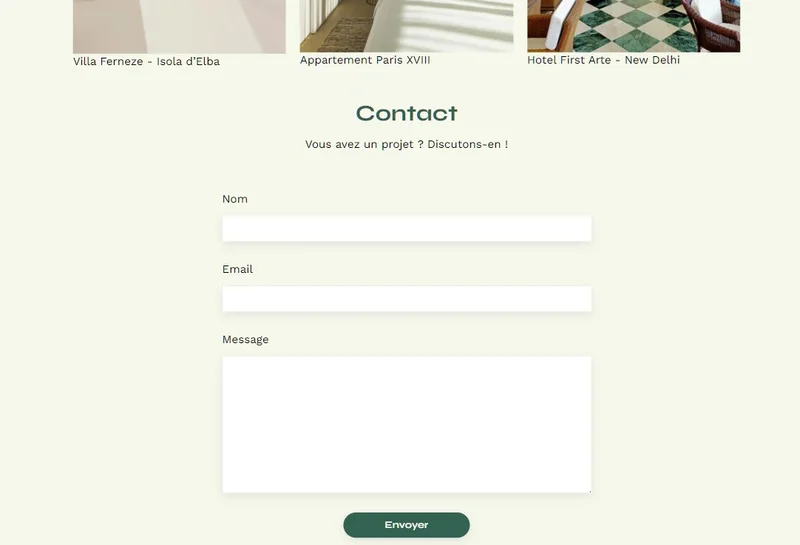 Villa Ferneze - Isola d'Elba
Appartement Paris XVIII
Hotel First Arte - New Delhi
Contact
Vous avez un projet ? Discutons-en !
Nom
Email
Message
Envoyer